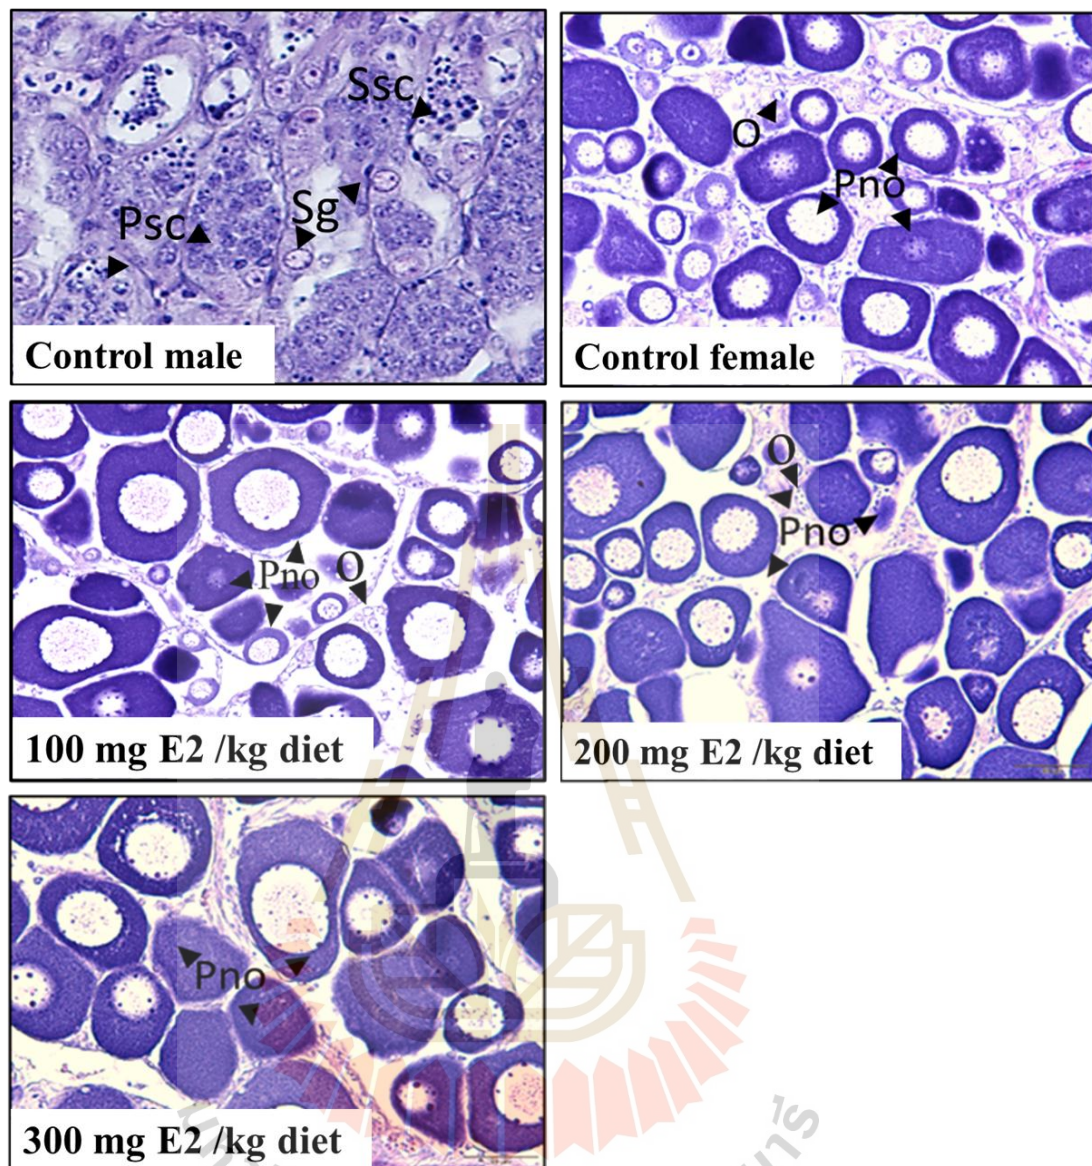 Ssc
Sg
Psc
Control male
O
Pno
Control female
Pno
O
100 mg E2 /kg diet
O
Pno
200 mg E2 /kg diet
Pno
300 mg E2 /kg diet